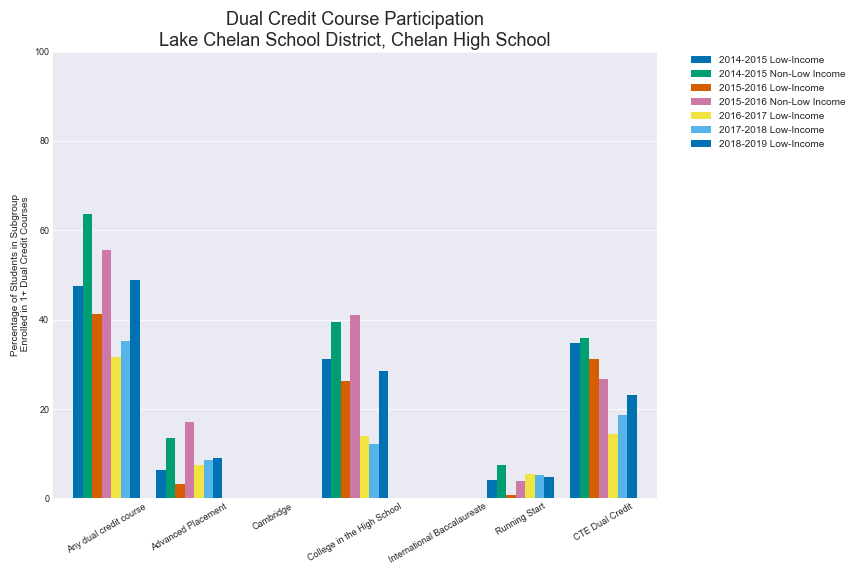 Dual Credit Course Participation
Lake Chelan School District, Chelan High School
Percentage of Students in Subgroup
Enrolled in 1+ Dual Credit Courses
100
80
60
40
20
0
Any dual credit course
Advanced Placement
Cambridge
College in the High School
International Baccalaureate
Running Start
CTE Dual Credit
2014-2015 Low-Income
2014-2015 Non-Low Income
2015-2016 Low-Income
2015-2016 Non-Low Income
2016-2017 Low-Income
2017-2018 Low-Income
2018-2019 Low-Income